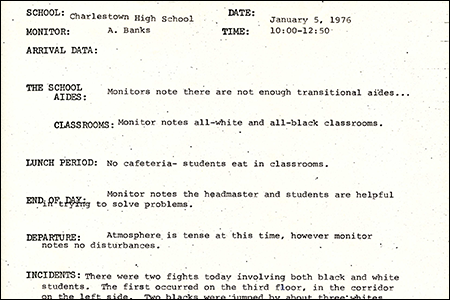 SCHOOL: Charlestown High School DATE: January 5, 1976
MONITOR: A. Banks TIME: 10:00-12:50
ARRIVAL DATA:
THE SCHOOL
AIDES: Monitors note there are not enough transitional aides...
CLASSROOMS: Monitor notes all-white and all-black classrooms.
LUNCH PERIOD: No cafeteria- students eat in classrooms.
END OF DAY: Monitor notes the headmaster and students are helpful
in trying to solve problems.
DEPARTURE: Atmosphere is tense at this time, however monitor
notes no disturbances.
INCIDENTS: There were two fights today involving both black and white
students. The first occurred on the third floor, in the corridor
on the left side. Two blacks were jumped by about three whites